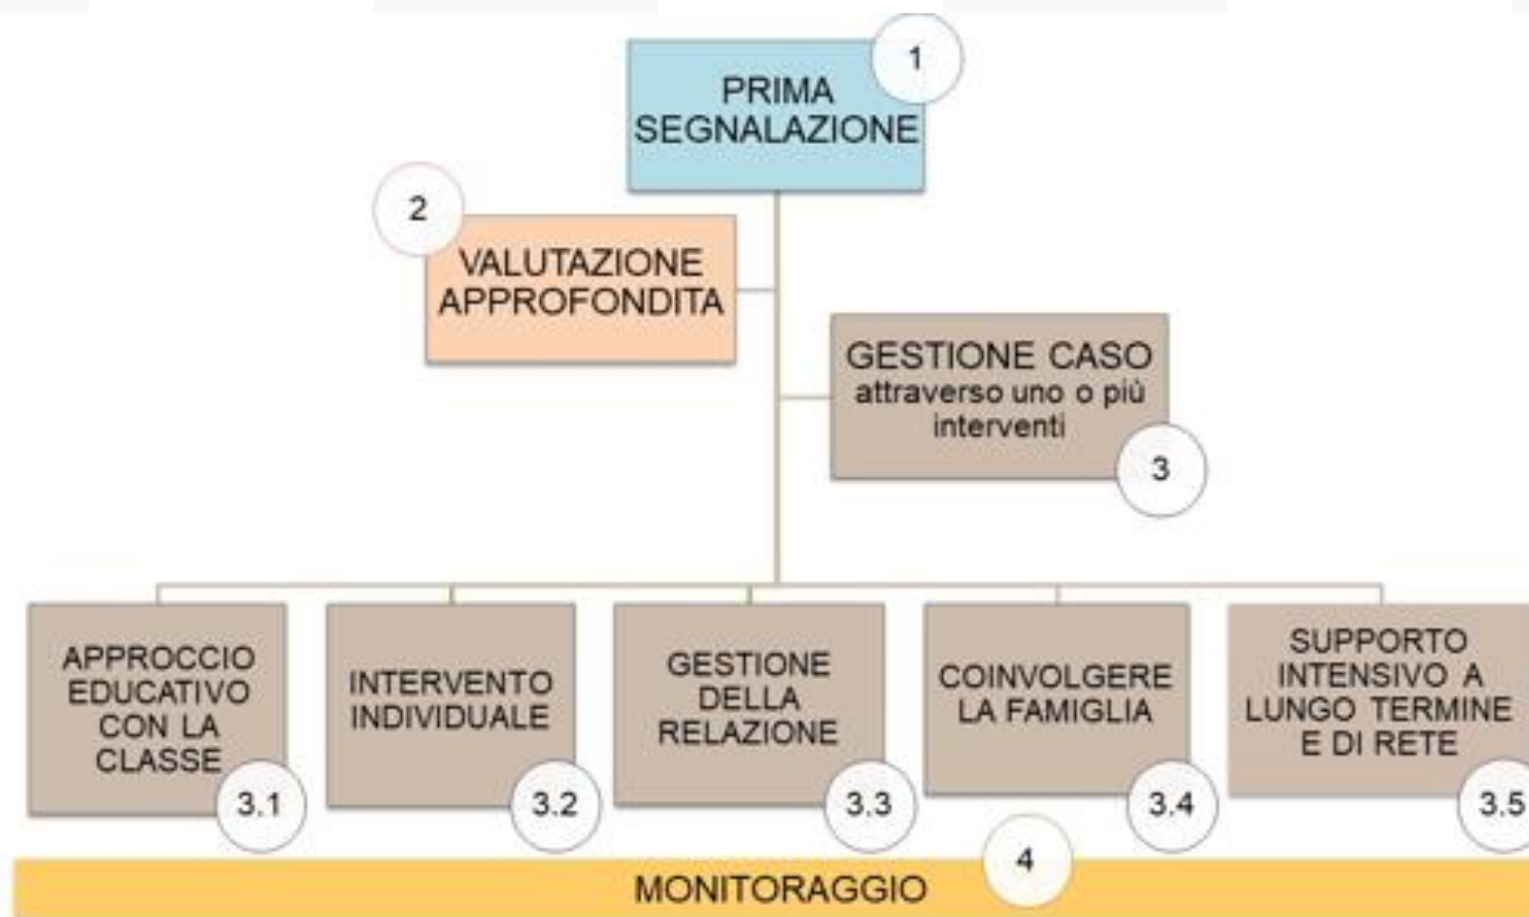 1
PRIMA
SEGNALAZIONE
2
VALUTAZIONE
APPROFONDITA
GESTIONE CASO
attraverso uno o più
interventi
3
APPROCCIO
EDUCATIVO
CON LA
CLASSE
3.1
INTERVENTO
INDIVIDUALE
3.2
GESTIONE
DELLA
RELAZIONE
3.3
COINVOLGERE
LA FAMIGLIA
3.4
SUPPORTO
INTENSIVO A
LUNGO TERMINE
E DI RETE
3.5
4
MONITORAGGIO